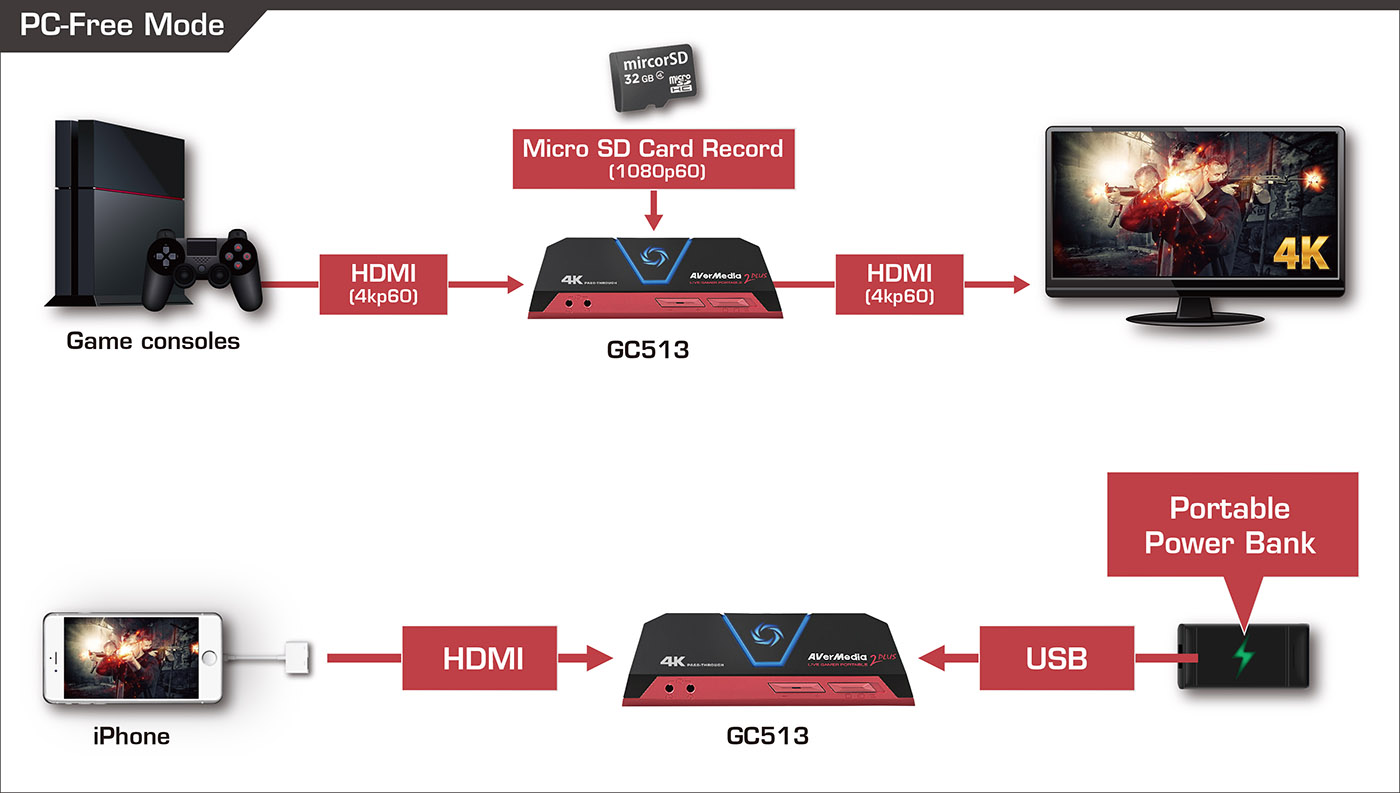 PC-Free Mode
mircorSD
32 GB 4
micro
SD
HC
Micro SD Card Record
(1080p60)
HDMI
(4kp60)
4K PASS-THROUGH
AVerMedia 2 PLUS
LIVE GAMER PORTABLE
HDMI
(4kp60)
4K
Game consoles
GC513
Portable
Power Bank
HDMI
4K PASS-THROUGH
AVerMedia 2 PLUS
LIVE GAMER PORTABLE
USB
iPhone
GC513